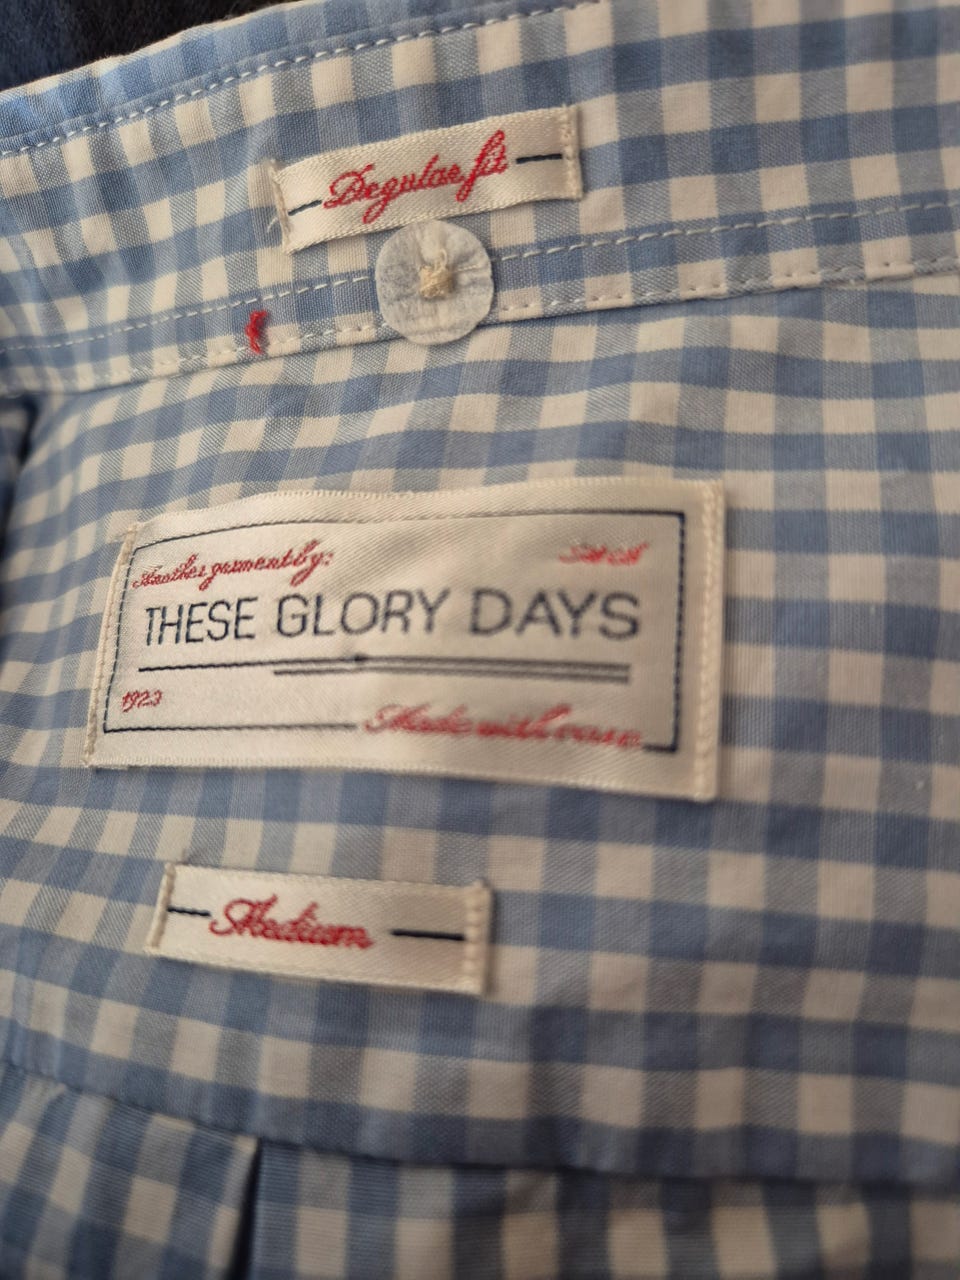 Regular fit
Another garment by:
THESE GLORY DAYS
1923
Made with care.
Medium